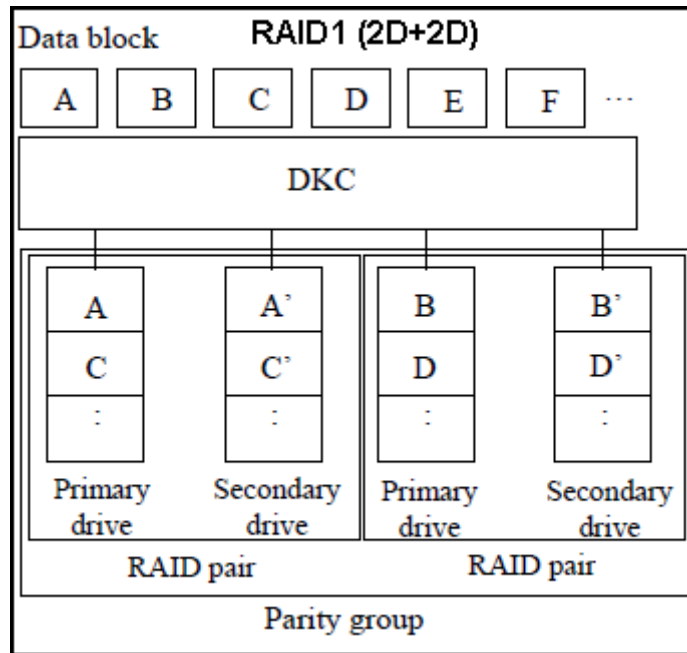 Data block RAID1 (2D+2D)
A B C D E F ...
DKC
A A’ B B’
C C’ D D’
: : : :
Primary drive Secondary drive Primary drive Secondary drive
RAID pair RAID pair
Parity group